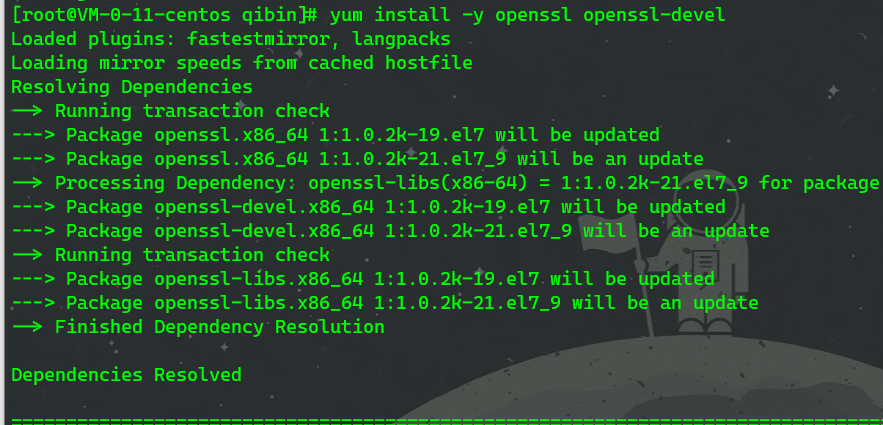 [root@VM-0-11-centos qibin]# yum install -y openssl openssl-devel
Loaded plugins: fastestmirror, langpacks
Loading mirror speeds from cached hostfile
Resolving Dependencies
--> Running transaction check
---> Package openssl.x86_64 1:1.0.2k-19.el7 will be updated
---> Package openssl.x86_64 1:1.0.2k-21.el7_9 will be an update
--> Processing Dependency: openssl-libs(x86-64) = 1:1.0.2k-21.el7_9 for package
---> Package openssl-devel.x86_64 1:1.0.2k-19.el7 will be updated
---> Package openssl-devel.x86_64 1:1.0.2k-21.el7_9 will be an update
--> Running transaction check
---> Package openssl-libs.x86_64 1:1.0.2k-19.el7 will be updated
---> Package openssl-libs.x86_64 1:1.0.2k-21.el7_9 will be an update
--> Finished Dependency Resolution
Dependencies Resolved